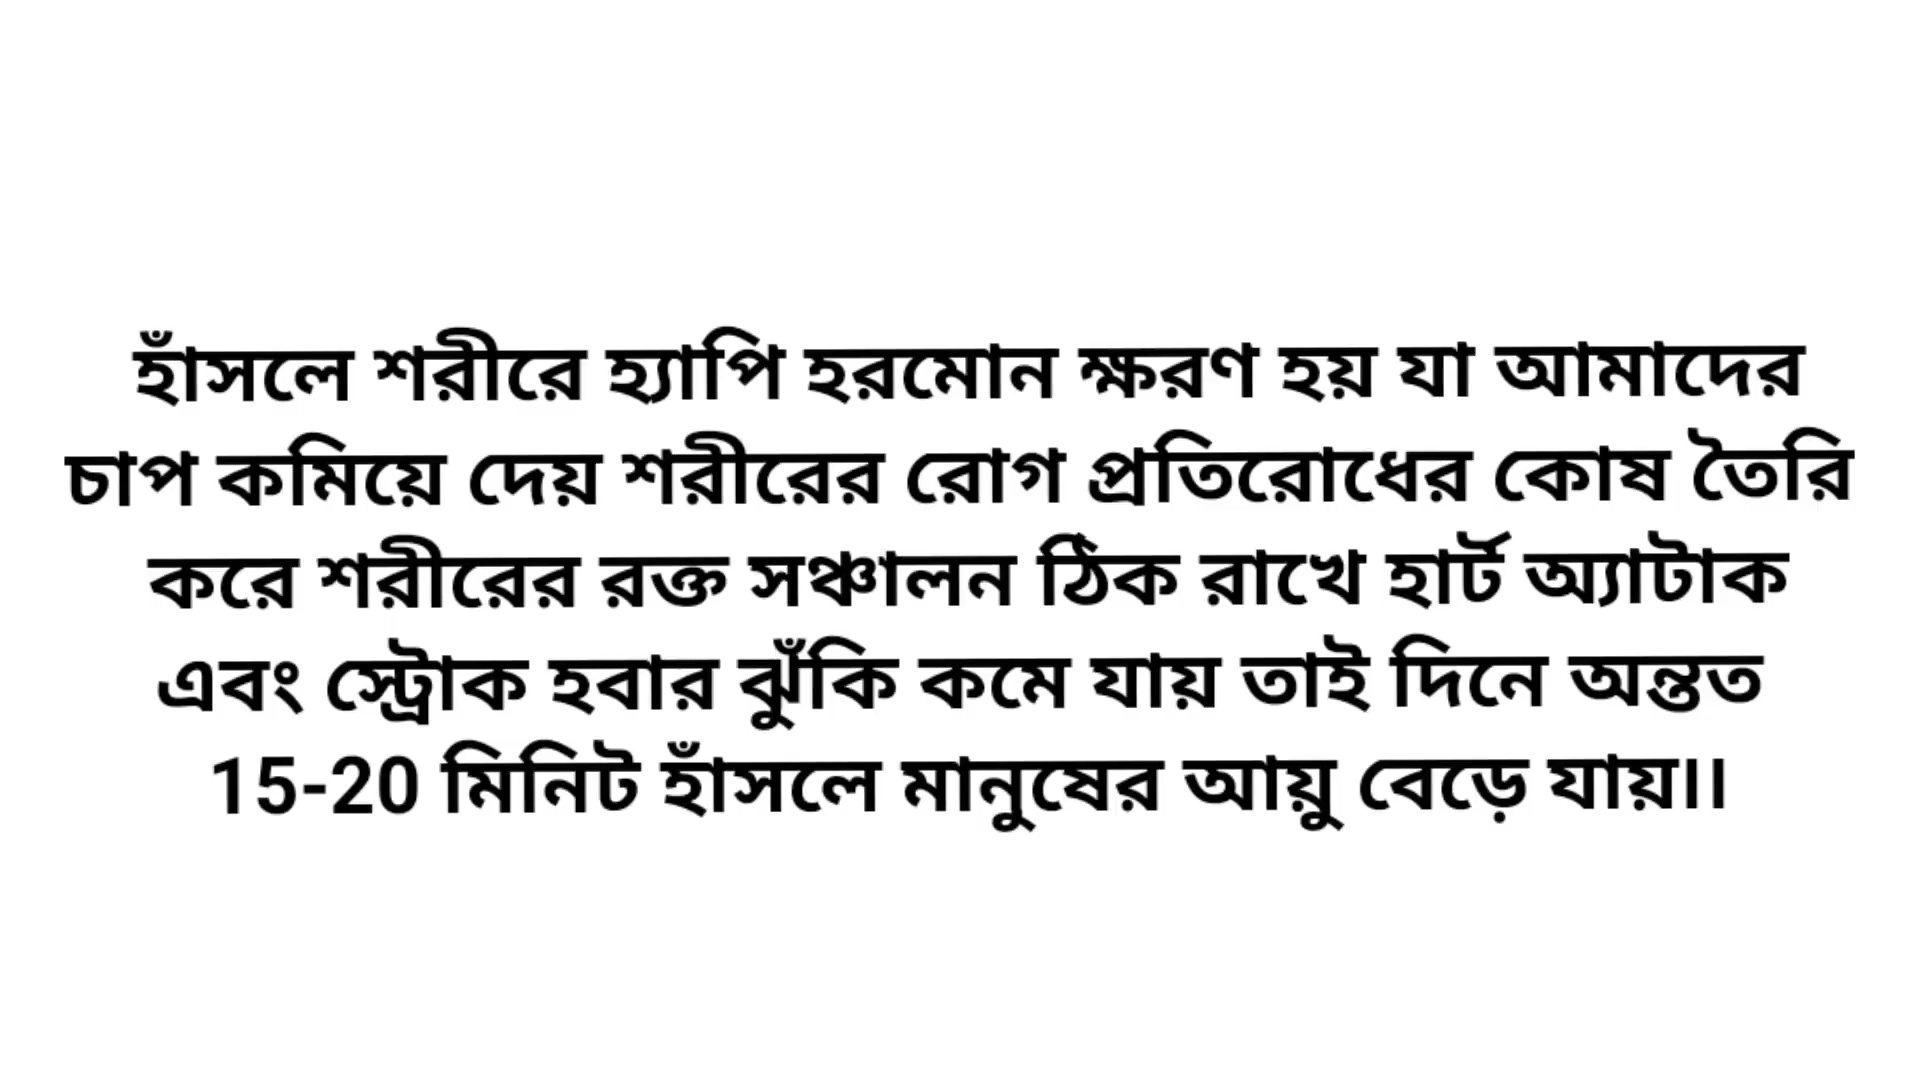 হাঁসলে শরীরে হ্যাপি হরমোন ক্ষরণ হয় যা আমাদের
চাপ কমিয়ে দেয় শরীরের রোগ প্রতিরোধের কোষ তৈরি
করে শরীরের রক্ত সঞ্চালন ঠিক রাখে হার্ট অ্যাটাক
এবং স্ট্রোক হবার ঝুঁকি কমে যায় তাই দিনে অন্তত
15-20 মিনিট হাঁসলে মানুষের আয়ু বেড়ে যায়।।